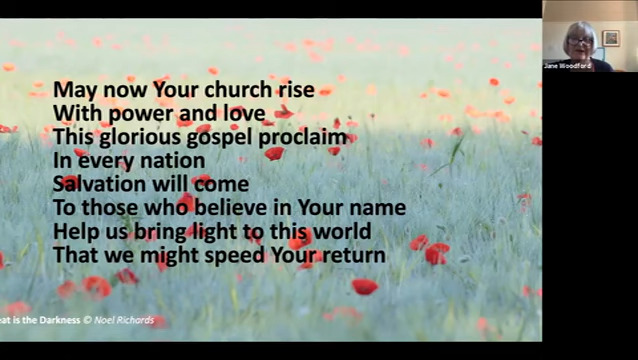 May now Your church rise
With power and love
This glorious gospel proclaim
In every nation
Salvation will come
To those who believe in Your name
Help us bring light to this world
That we might speed Your return
eat is the Darkness © Noel Richards
Jane Woodford